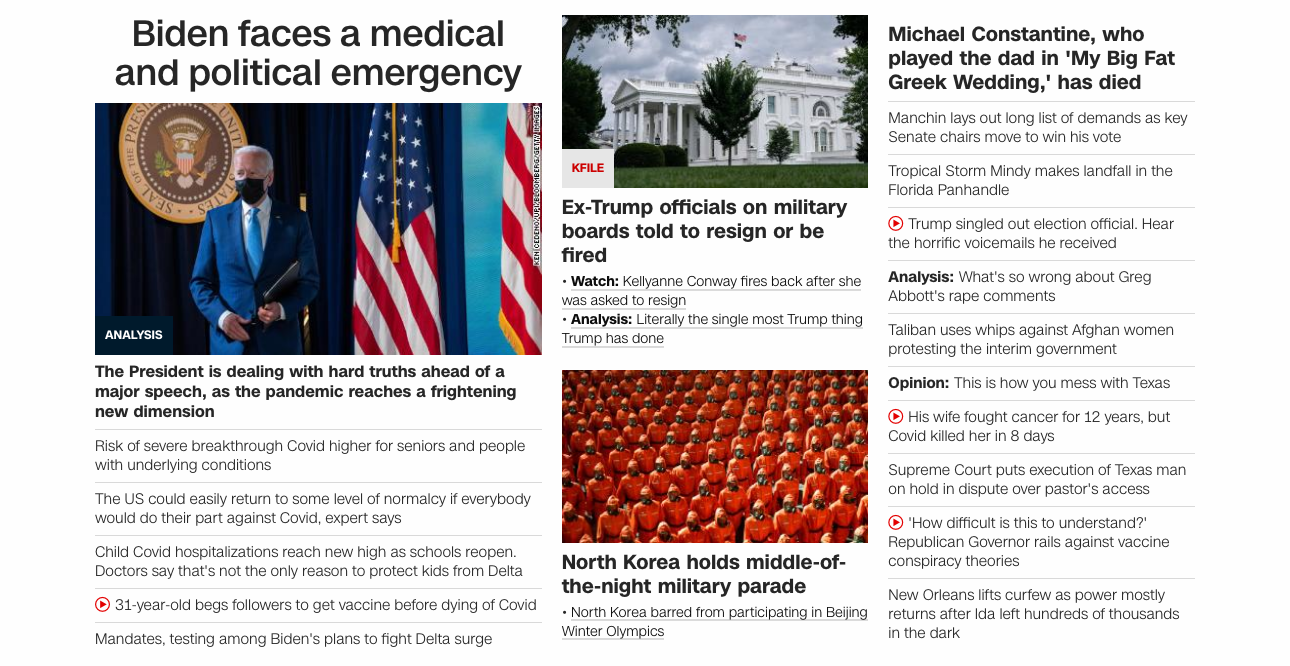 Biden faces a medical
and political emergency
KEN CEDENO/UPI/BLOOMBERG/GETTY IMAGES
ANALYSIS
The President is dealing with hard truths ahead of a
major speech, as the pandemic reaches a frightening
new dimension
Risk of severe breakthrough Covid higher for seniors and people
with underlying conditions
The US could easily return to some level of normalcy if everybody
would do their part against Covid, expert says
Child Covid hospitalizations reach new high as schools reopen.
Doctors say that's not the only reason to protect kids from Delta
31-year-old begs followers to get vaccine before dying of Covid
Mandates, testing among Biden's plans to fight Delta surge
KFILE
Ex-Trump officials on military
boards told to resign or be
fired
• Watch: Kellyanne Conway fires back after she
was asked to resign
• Analysis: Literally the single most Trump thing
Trump has done
North Korea holds middle-of-
the-night military parade
• North Korea barred from participating in Beijing
Winter Olympics
Michael Constantine, who
played the dad in 'My Big Fat
Greek Wedding,' has died
Manchin lays out long list of demands as key
Senate chairs move to win his vote
Tropical Storm Mindy makes landfall in the
Florida Panhandle
Trump singled out election official. Hear
the horrific voicemails he received
Analysis: What's so wrong about Greg
Abbott's rape comments
Taliban uses whips against Afghan women
protesting the interim government
Opinion: This is how you mess with Texas
His wife fought cancer for 12 years, but
Covid killed her in 8 days
Supreme Court puts execution of Texas man
on hold in dispute over pastor's access
'How difficult is this to understand?'
Republican Governor rails against vaccine
conspiracy theories
New Orleans lifts curfew as power mostly
returns after Ida left hundreds of thousands
in the dark